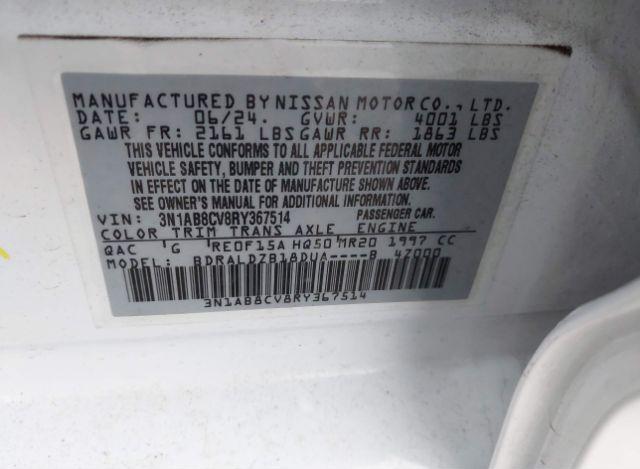 MANUFACTURED BY NISSAN MOTOR CO., LTD.
DATE: 06/24. GVWR: 4001 LBS
GAWR FR: 2161 LBS GAWR RR: 1863 LBS
THIS VEHICLE CONFORMS TO ALL APPLICABLE FEDERAL MOTOR
VEHICLE SAFETY, BUMPER AND THEFT PREVENTION STANDARDS
IN EFFECT ON THE DATE OF MANUFACTURE SHOWN ABOVE.
SEE OWNER'S MANUAL FOR ADDITIONAL INFORMATION.
VIN: 3N1AB8CV8RY367514 PASSENGER CAR.
COLOR TRIM TRANS AXLE ENGINE
QAC G RE0F15A HQ50 MR20 1997 CC
MODEL: BDRALDZB18DUA----B 4Z000
3N1AB8CV8RY367514